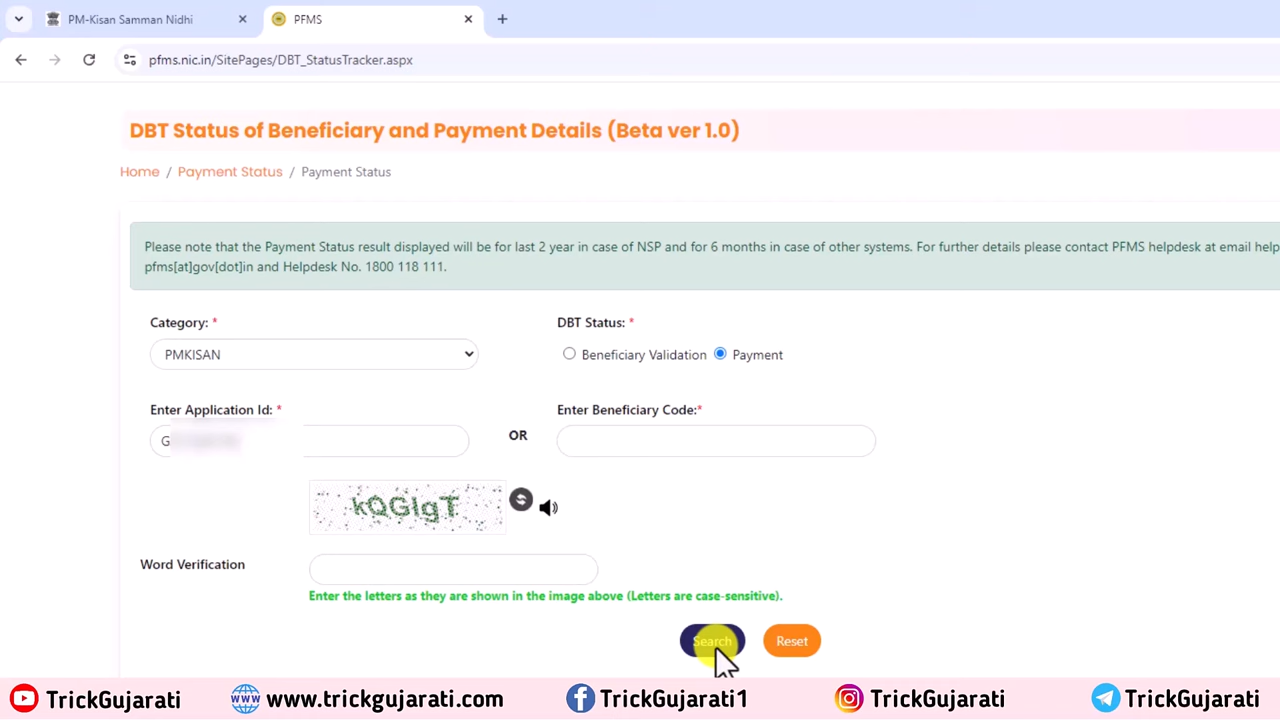 PM-Kisan Samman Nidhi
PFMS
pfms.nic.in/SitePages/DBT_StatusTracker.aspx
DBT Status of Beneficiary and Payment Details (Beta ver 1.0)
Home / Payment Status / Payment Status
Please note that the Payment Status result displayed will be for last 2 year in case of NSP and for 6 months in case of other systems. For further details please contact PFMS helpdesk at email help
pfms[at]gov[dot]in and Helpdesk No. 1800 118 111.
Category: *
DBT Status: *
PMKISAN
Beneficiary Validation
Payment
Enter Application Id: *
Enter Beneficiary Code:*
G
OR
Word Verification
Enter the letters as they are shown in the image above (Letters are case-sensitive).
Search
Reset
TrickGujarati
www.trickgujarati.com
TrickGujarati1
TrickGujarati
TrickGujarati